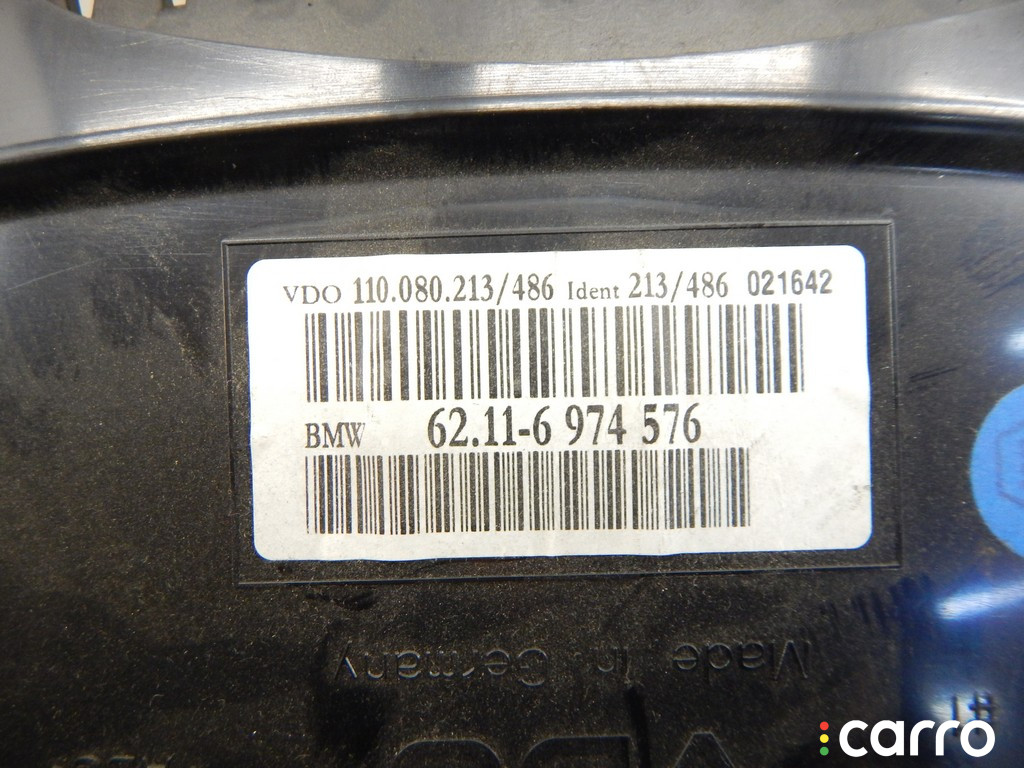 VDO 110.080.213/486 Ident 213/486 021642
BMW 62.11-6 974 576
Made in Germany
VDO
carro